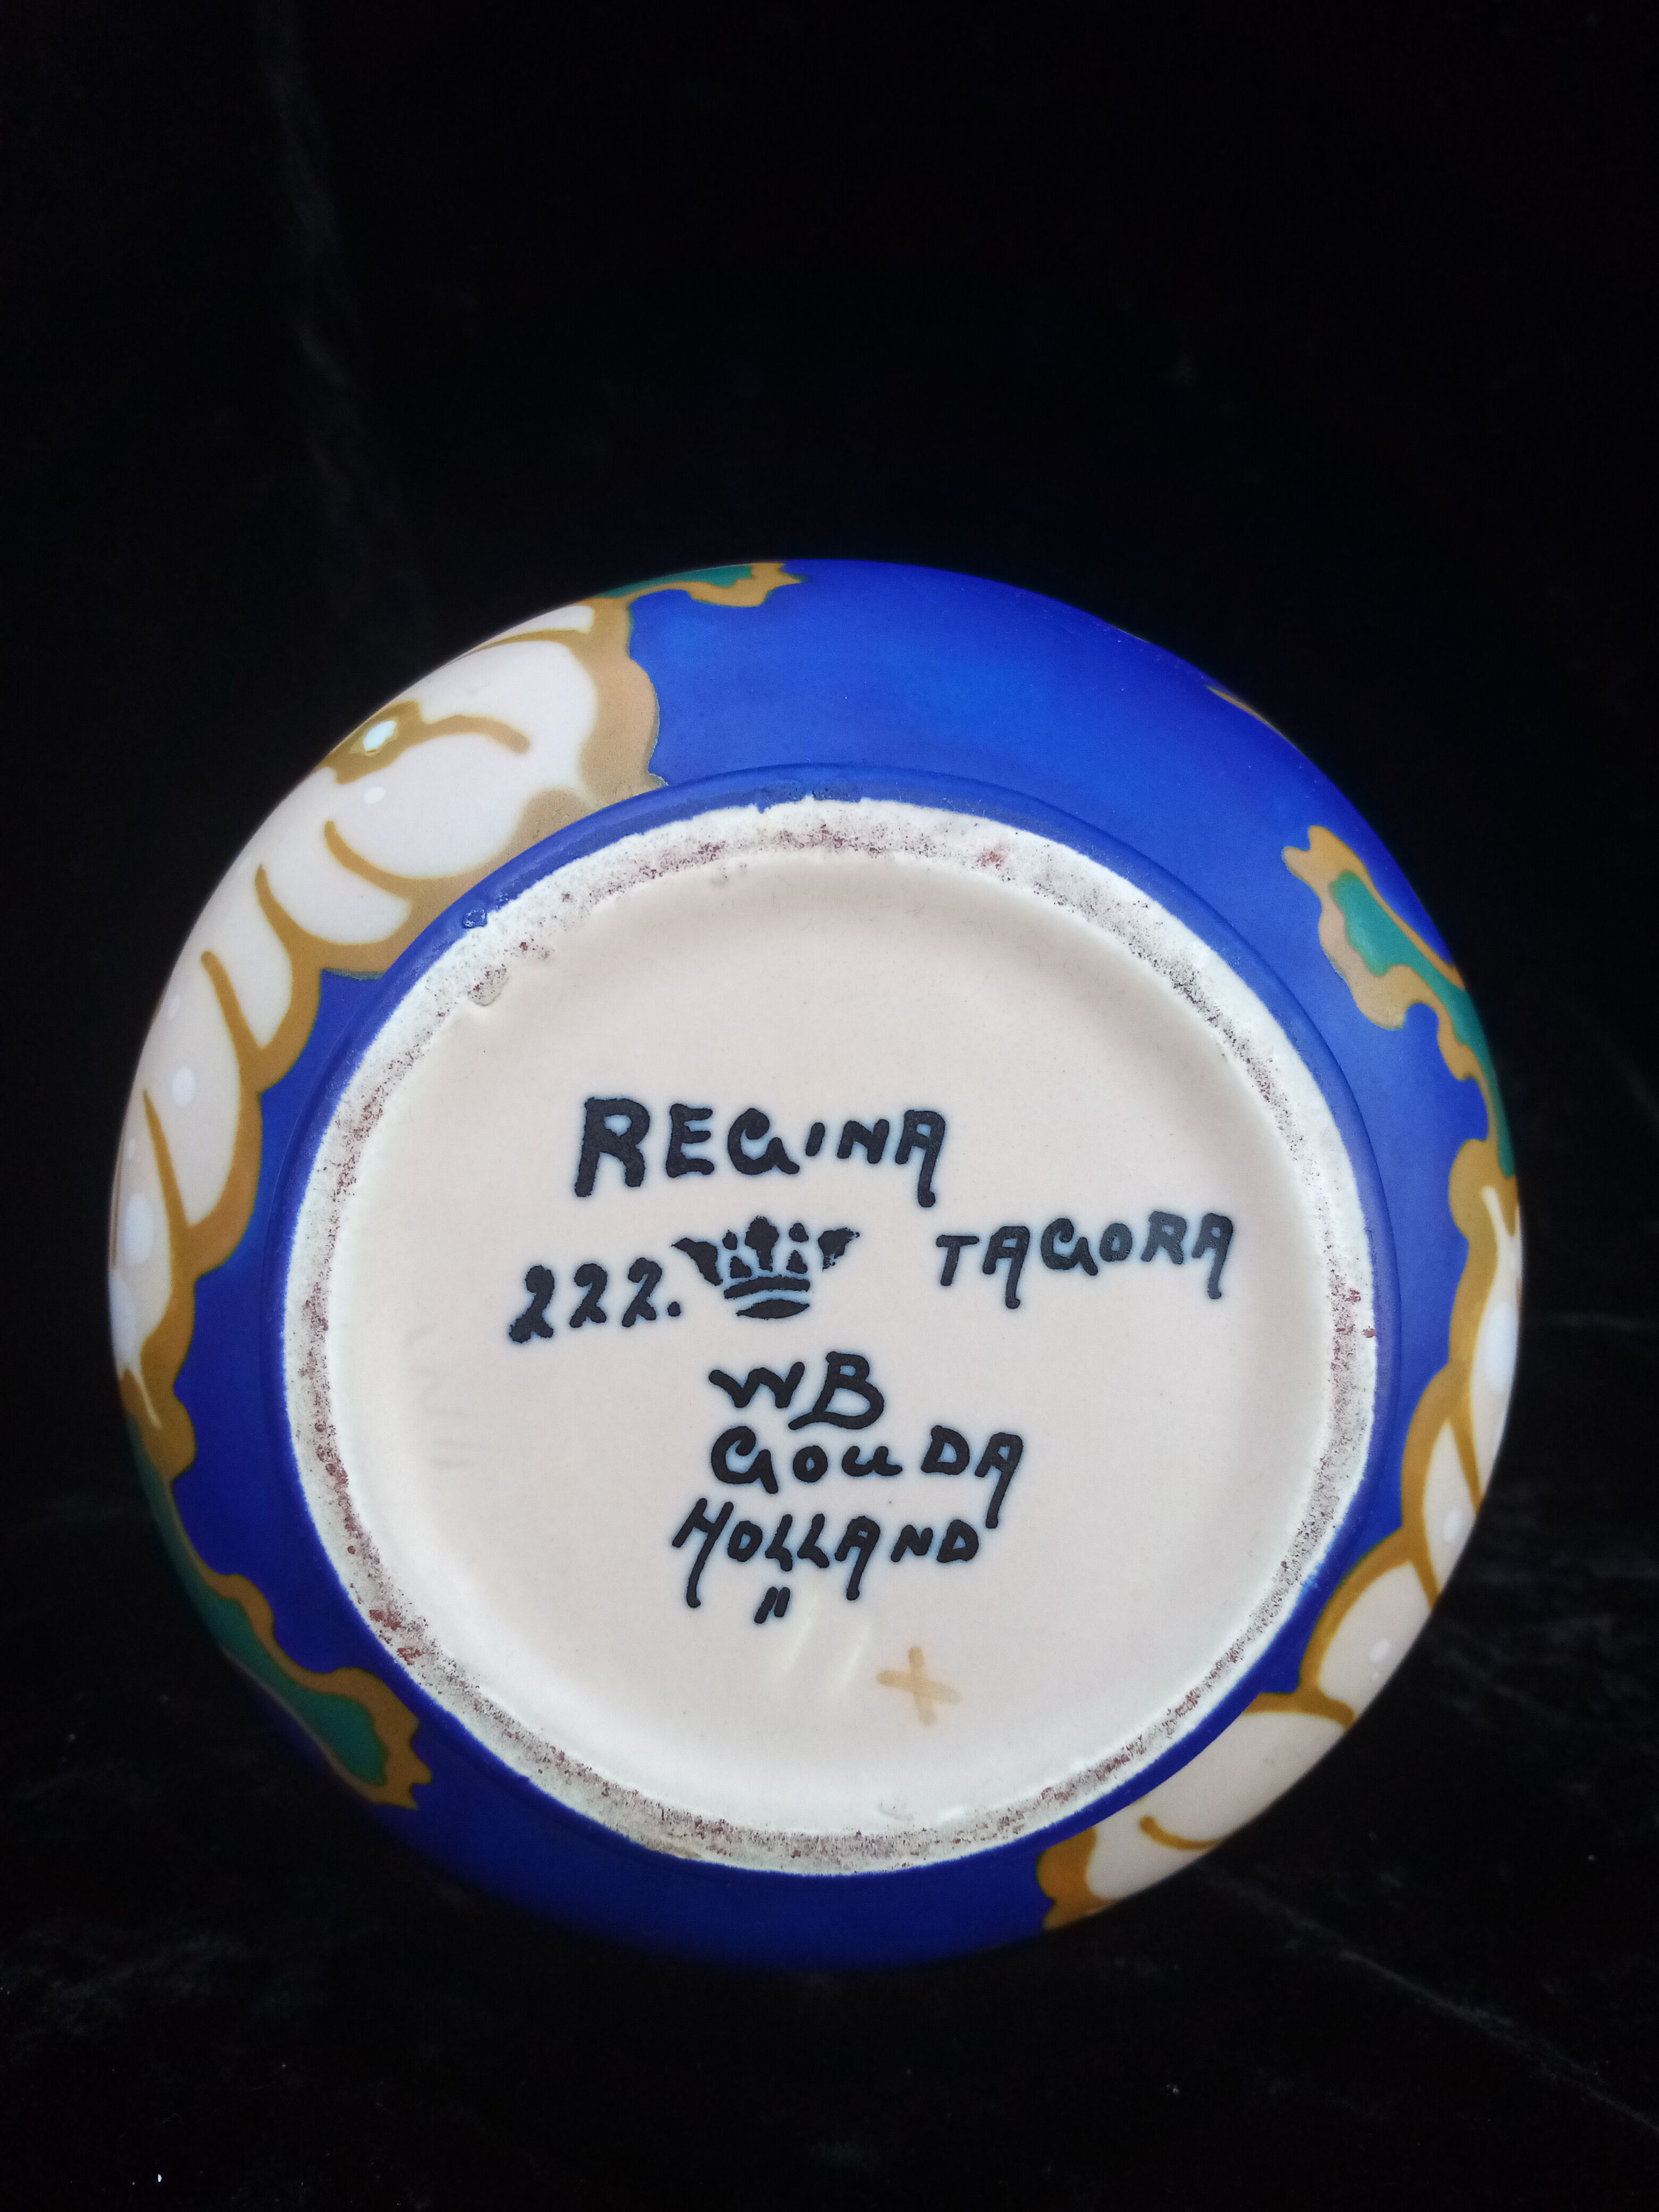 REGINA
222. TAGORA
WB
GOUDA
HOLLAND
"